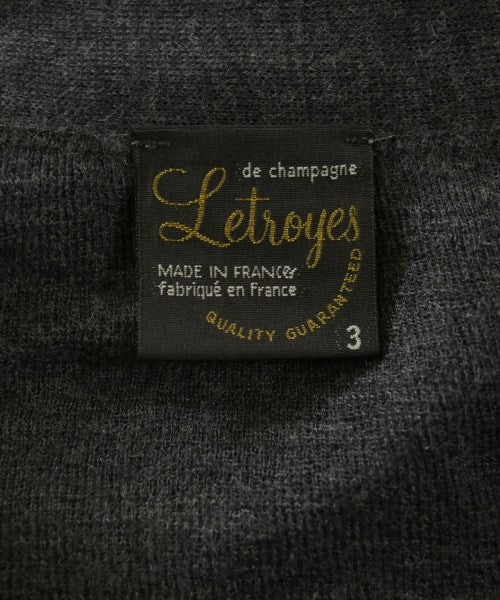 de champagne
Letroyes
MADE IN FRANCE
fabriqué en France
QUALITY GUARANTEED
3